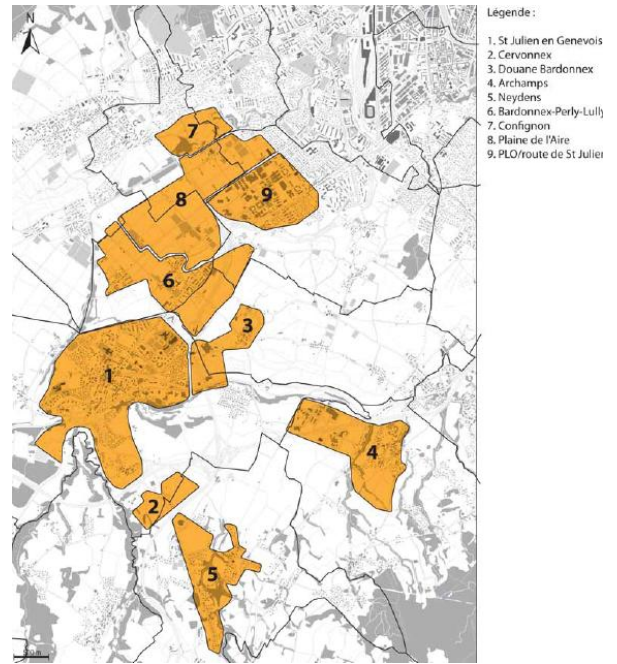 N
Légende :
1. St Julien en Genevois
2. Cervonnex
3. Douane Bardonnex
4. Archamps
5. Neydens
6. Bardonnex-Perly-Lully
7. Confignon
8. Plaine de l'Aire
9. PLO/route de St Julier
7
8
9
6
3
1
4
2
5